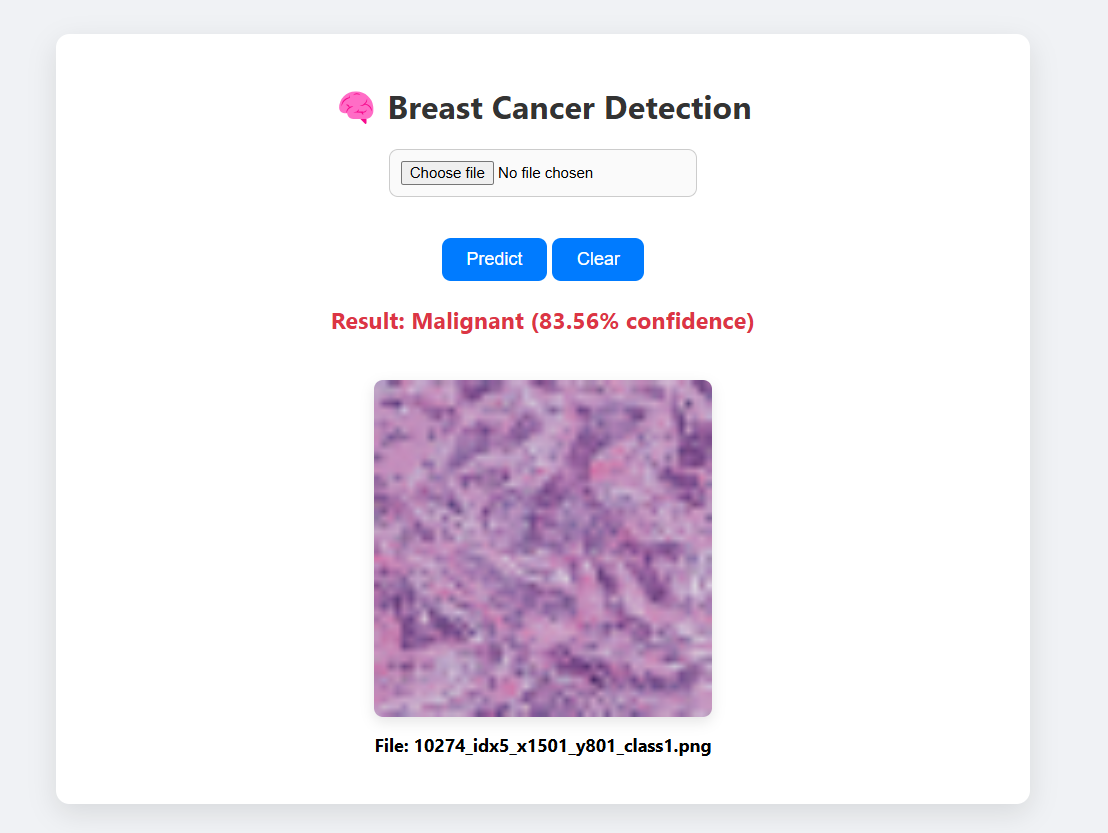 🧠 Breast Cancer Detection
Choose file No file chosen
Predict Clear
Result: Malignant (83.56% confidence)
File: 10274_idx5_x1501_y801_class1.png